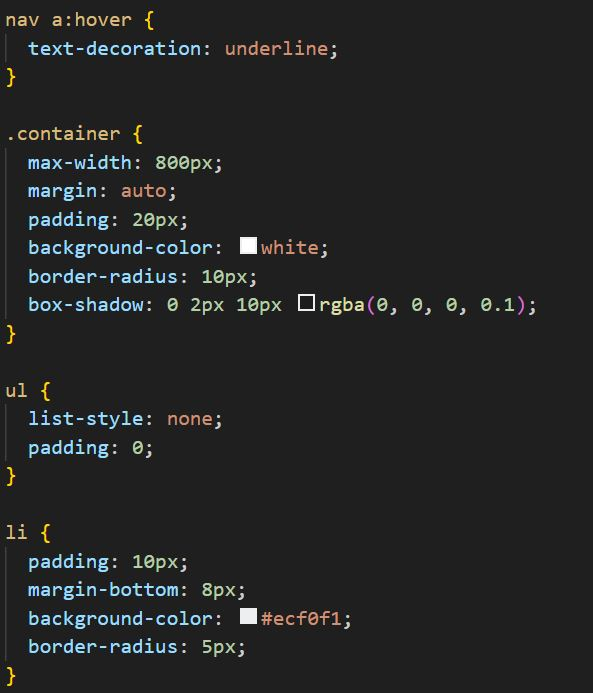 nav a:hover {
  text-decoration: underline;
}

.container {
  max-width: 800px;
  margin: auto;
  padding: 20px;
  background-color: white;
  border-radius: 10px;
  box-shadow: 0 2px 10px rgba(0, 0, 0, 0.1);
}

ul {
  list-style: none;
  padding: 0;
}

li {
  padding: 10px;
  margin-bottom: 8px;
  background-color: #ecf0f1;
  border-radius: 5px;
}